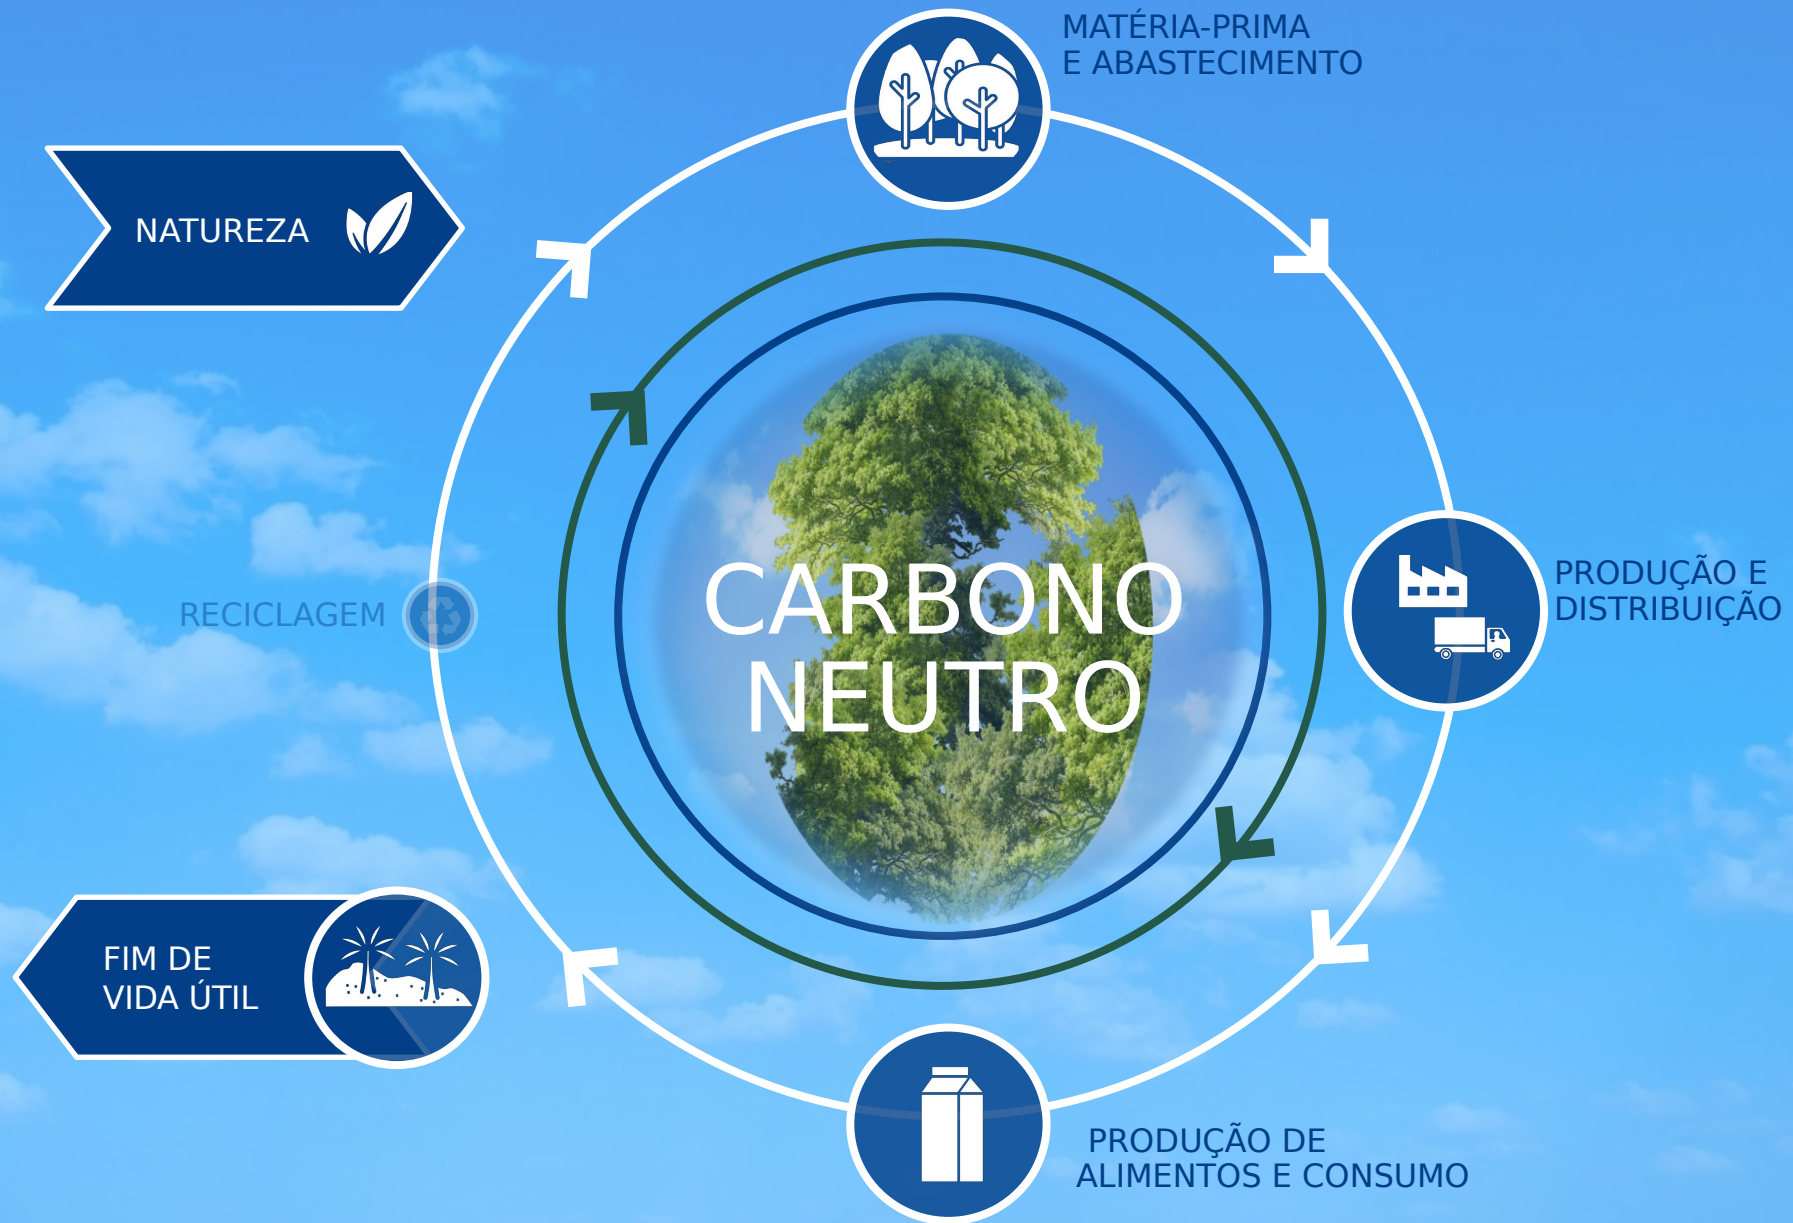 MATÉRIA-PRIMA
E ABASTECIMENTO
NATUREZA
CARBONO
NEUTRO
PRODUÇÃO E
DISTRIBUIÇÃO
RECICLAGEM
FIM DE
VIDA ÚTIL
PRODUÇÃO DE
ALIMENTOS E CONSUMO